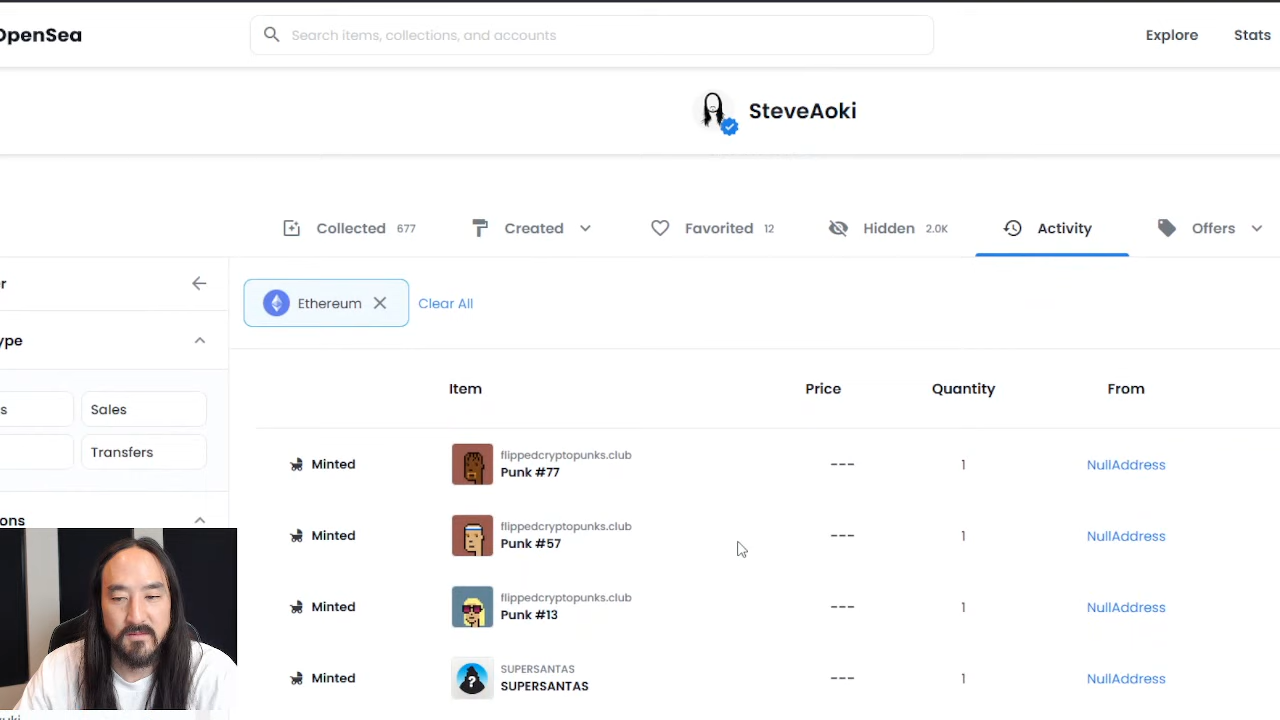 OpenSea
Search items, collections, and accounts
Explore
Stats
SteveAoki
Collected 677
Created
Favorited 12
Hidden 2.0K
Activity
Offers
r
Ethereum
Clear All
ype
Item
Price
Quantity
From
s
Sales
Transfers
ons
Minted
flippedcryptopunks.club
Punk #77
---
1
NullAddress
Minted
flippedcryptopunks.club
Punk #57
---
1
NullAddress
Minted
flippedcryptopunks.club
Punk #13
---
1
NullAddress
Minted
?
SUPERSANTAS
SUPERSANTAS
---
1
NullAddress